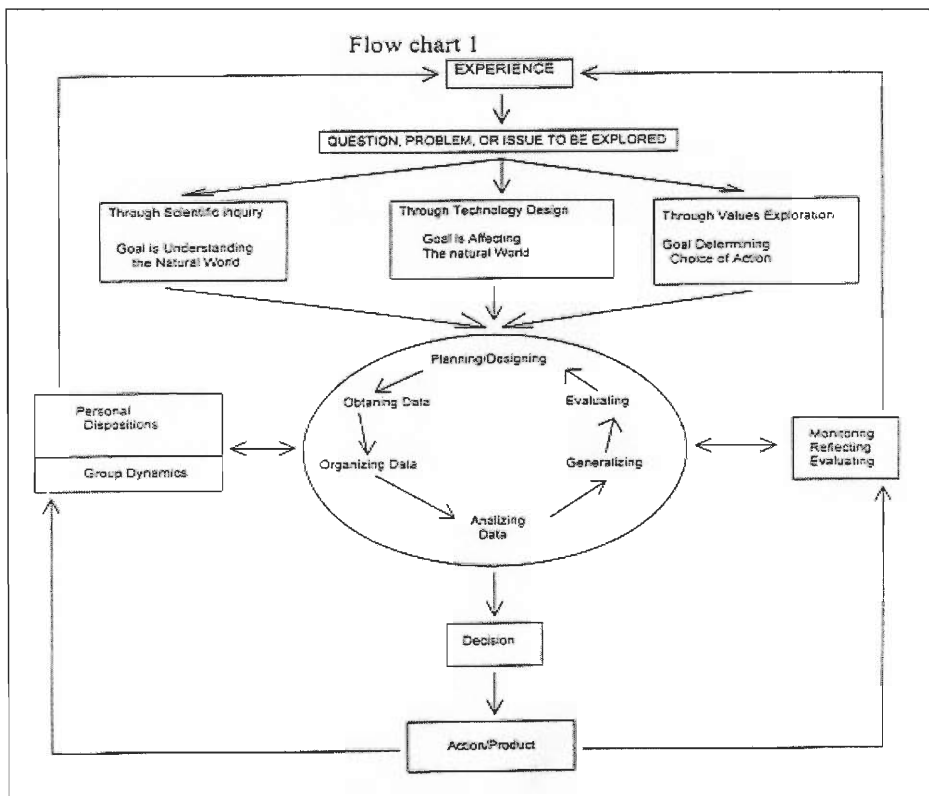 Flow chart 1
EXPERIENCE
QUESTION, PROBLEM, OR ISSUE TO BE EXPLORED
Through Scientific Inquiry
Goal is Understanding
the Natural World
Through Technology Design
Goal is Affecting
The natural World
Through Values Exploration
Goal Determining
Choice of Action
Planning/Designing
Obtaning Data
Evaluating
Organizing Data
Generalizing
Analizing
Data
Personal
Dispositions
Group Dynamics
Monitoring
Reflecting
Evaluating
Decision
Action/Product